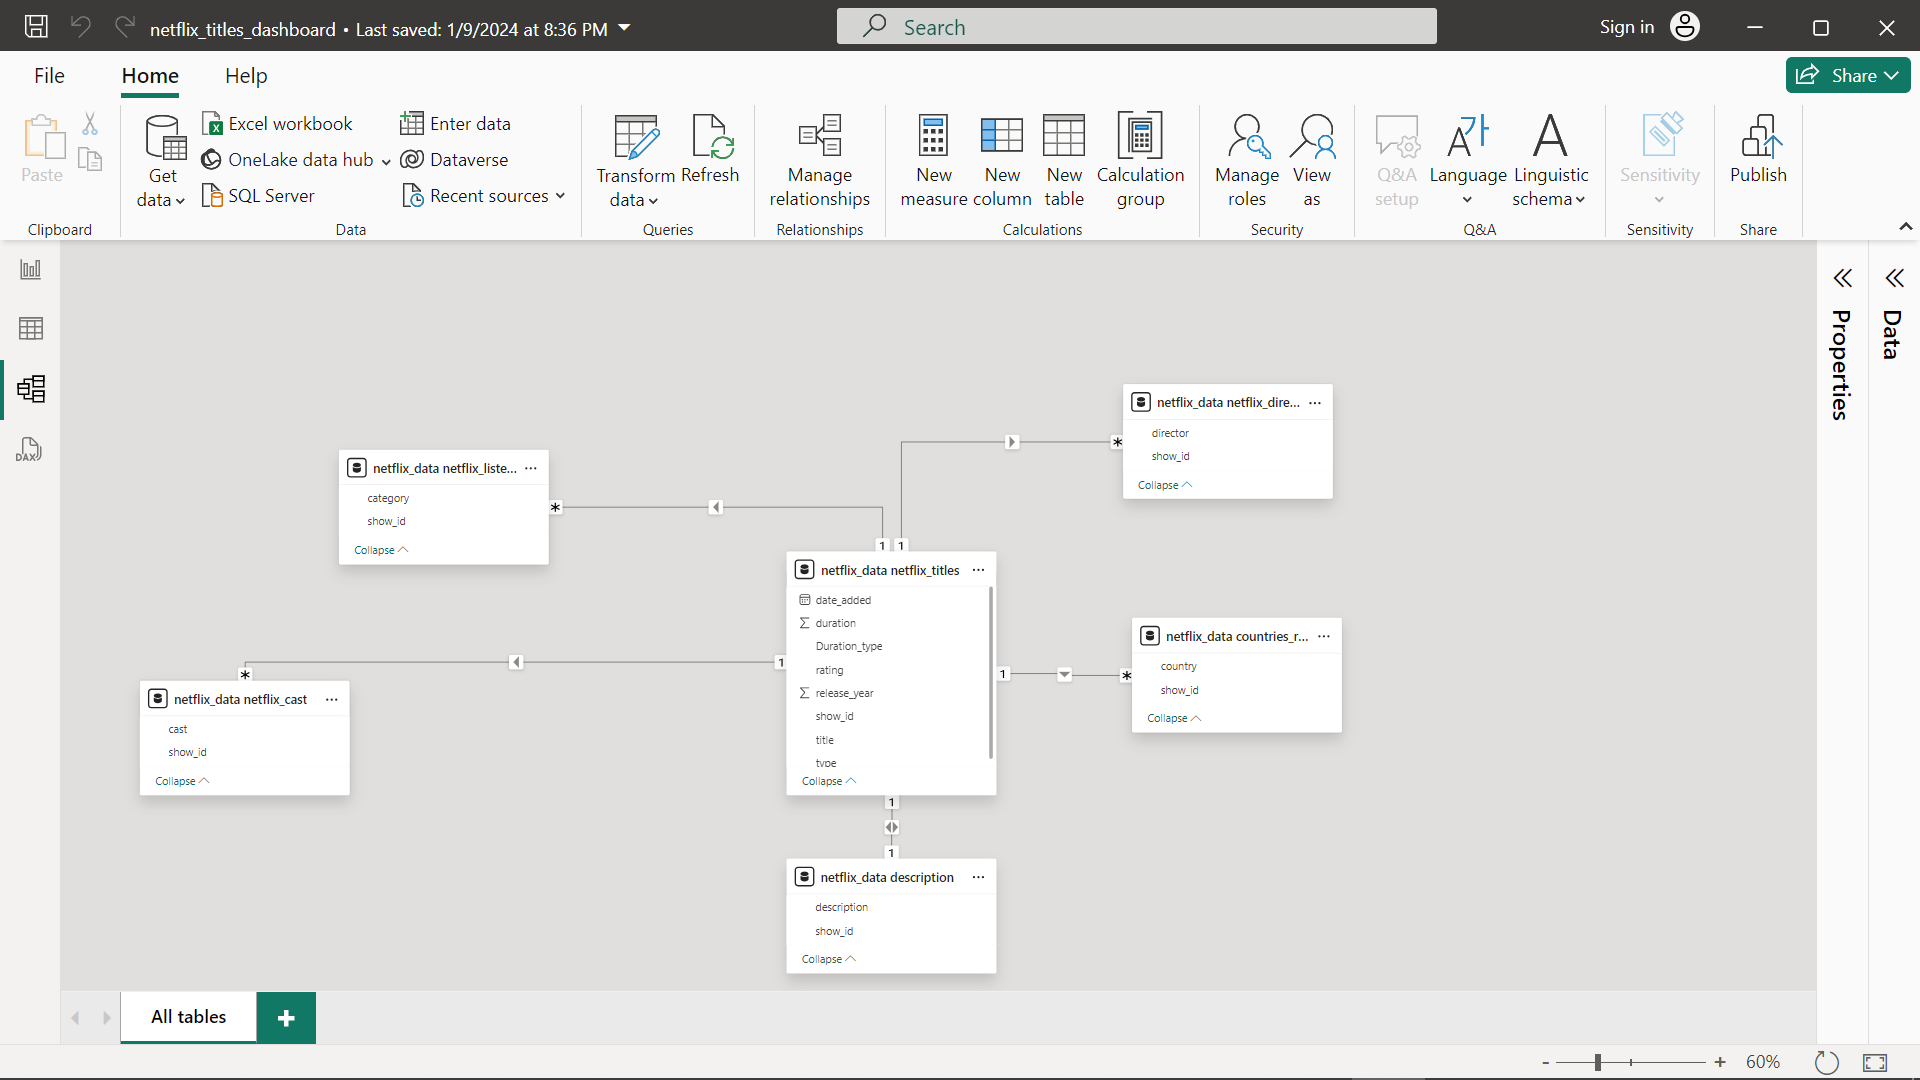 netflix_titles_dashboard • Last saved: 1/9/2024 at 8:36 PM
Search
Sign in
File
Home
Help
Share
Paste
Clipboard
Get
data
Excel workbook
OneLake data hub
SQL Server
Enter data
Dataverse
Recent sources
Data
Transform
data
Refresh
Queries
Manage
relationships
Relationships
New
measure
New
column
New
table
Calculation
group
Calculations
Manage
roles
View
as
Security
Q&A
setup
Language
Linguistic
schema
Q&A
Sensitivity
Sensitivity
Publish
Share
DAX
Properties
Data
netflix_data netflix_dire...
director
show_id
Collapse
*
netflix_data netflix_liste...
category
show_id
Collapse
*
1
1
netflix_data netflix_titles
date_added
duration
Duration_type
rating
release_year
show_id
title
type
Collapse
1
1
1
netflix_data countries_r...
country
show_id
Collapse
*
netflix_data netflix_cast
cast
show_id
Collapse
*
1
netflix_data description
description
show_id
Collapse
All tables
+
- + 60%